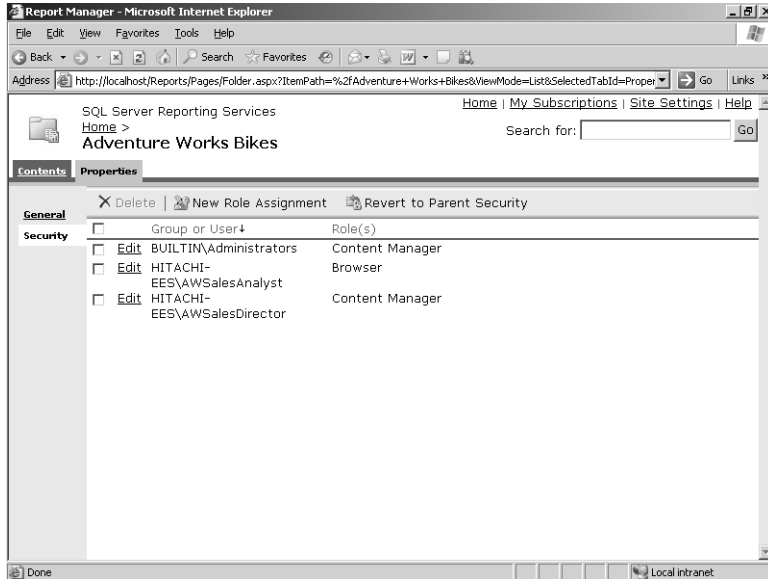 Report Manager - Microsoft Internet Explorer
File Edit View Favorites Tools Help
Back Search Favorites
Address http://localhost/Reports/Pages/Folder.aspx?ItemPath=%2fAdventure+Works+Bikes&ViewMode=List&SelectedTabId=Proper Go Links »
SQL Server Reporting Services
Home | My Subscriptions | Site Settings | Help
Home >
Adventure Works Bikes
Search for: Go
Contents Properties
Delete | New Role Assignment Revert to Parent Security
General
Security
Group or User↓ Role(s)
Edit BUILTIN\Administrators Content Manager
Edit HITACHI- Browser
EES\AWSalesAnalyst
Edit HITACHI- Content Manager
EES\AWSalesDirector
Done Local intranet